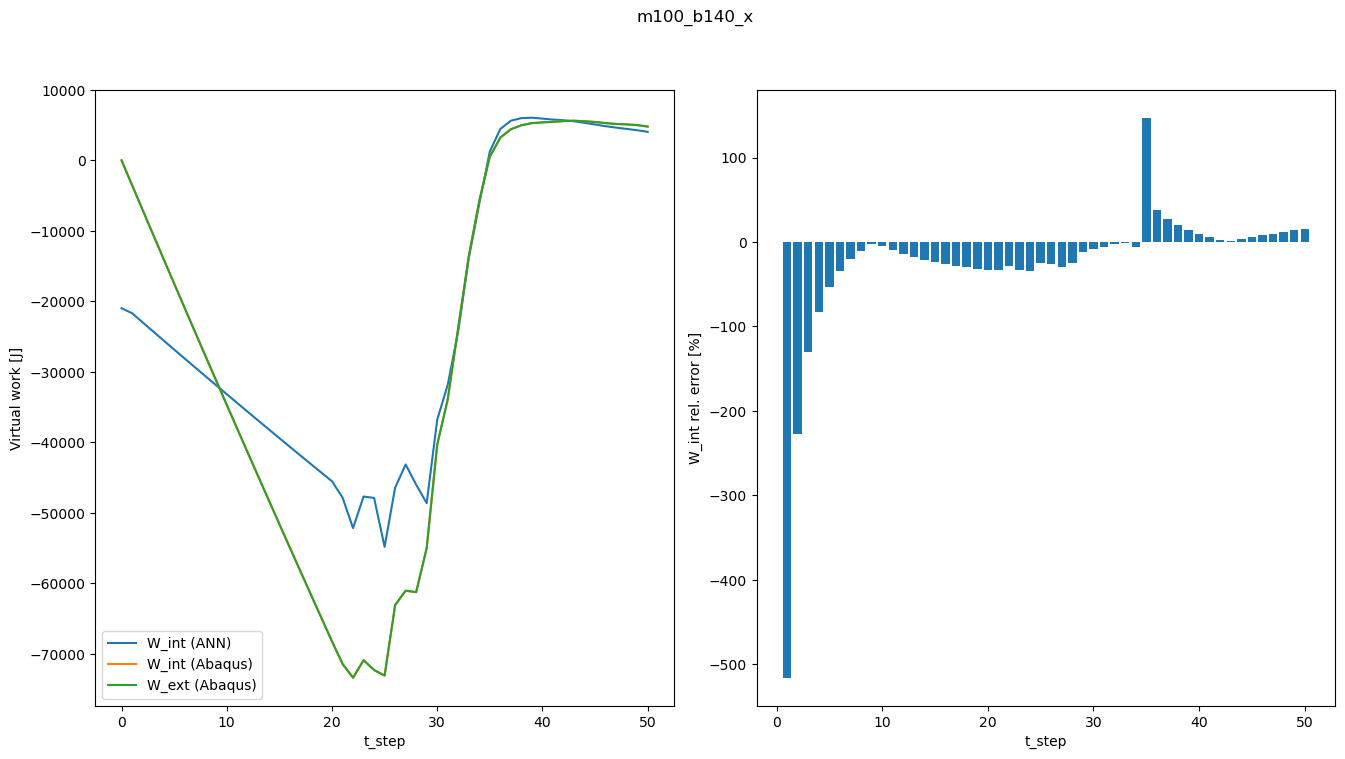 m100_b140_x
10000
0
−10000
−20000
−30000
−40000
−50000
−60000
−70000
Virtual work [J]
W_int (ANN)
W_int (Abaqus)
W_ext (Abaqus)
0 10 20 30 40 50
t_step
100
0
−100
−200
−300
−400
−500
W_int rel. error [%]
0 10 20 30 40 50
t_step